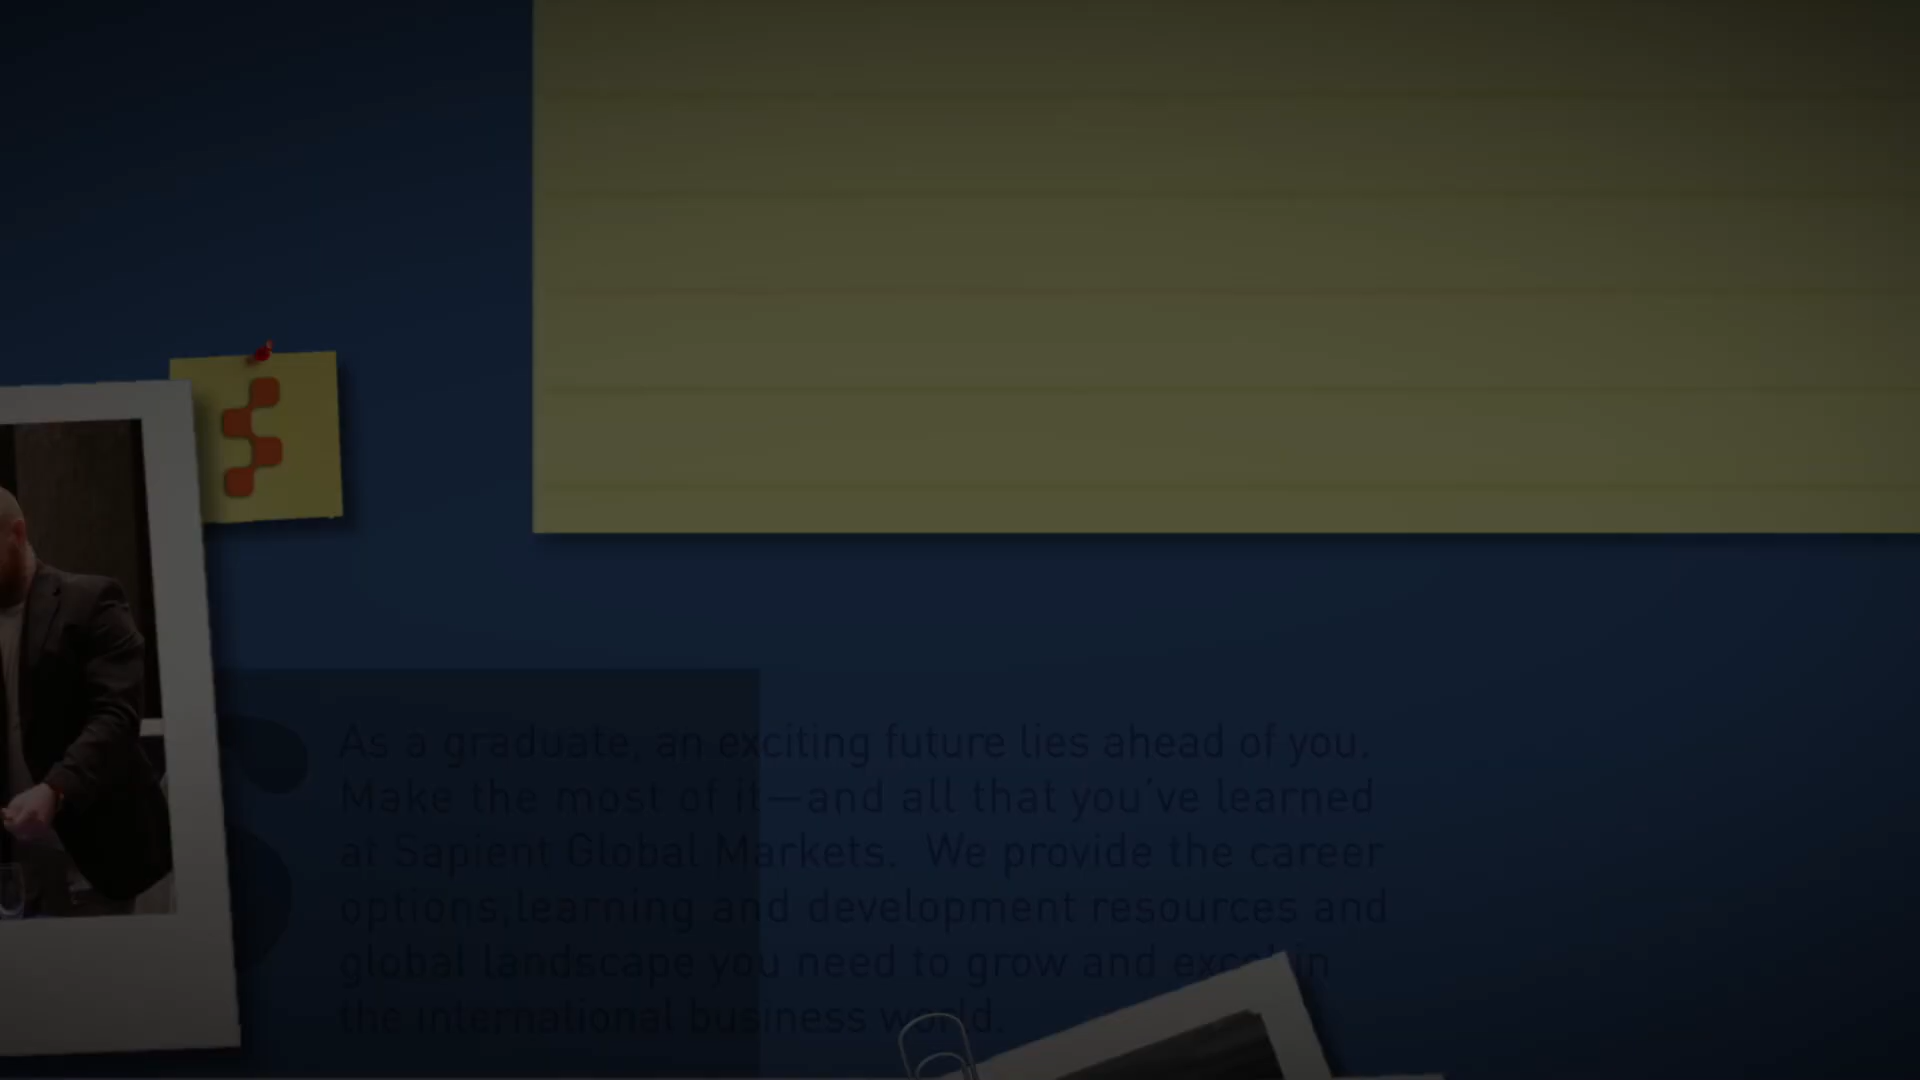 As a graduate, an exciting future lies ahead of you.
Make the most of it—and all that you've learned
at Sapient Global Markets. We provide the career
options,learning and development resources and
global landscape you need to grow and excel in
the international business world.